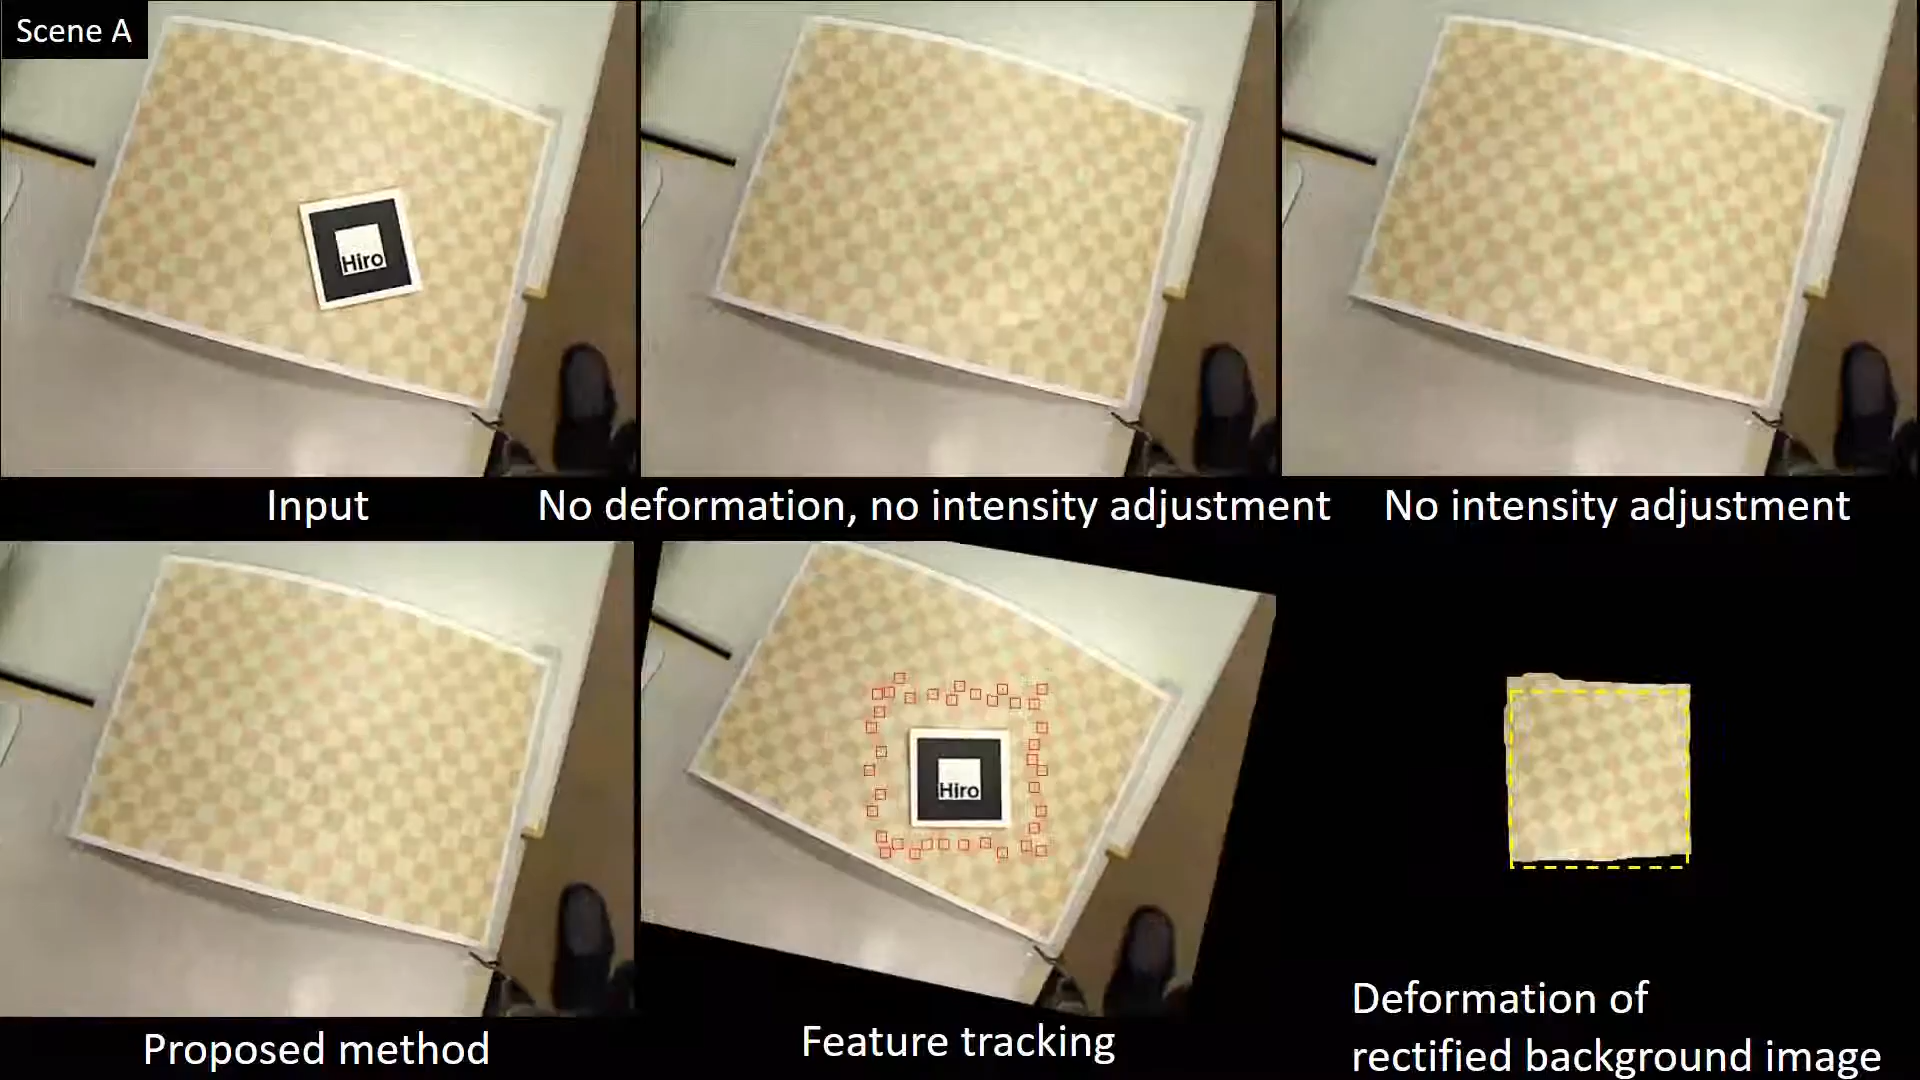 Scene A
Hiro
Input
No deformation, no intensity adjustment
No intensity adjustment
Hiro
Proposed method
Feature tracking
Deformation of
rectified background image